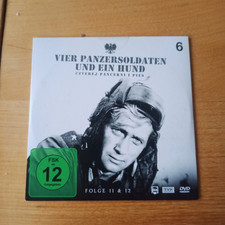 6
VIER PANZERSOLDATEN
UND EIN HUND
CZTEREJ PANCERNI I PIES
FSK
12
FOLGE 11 & 12
DVD